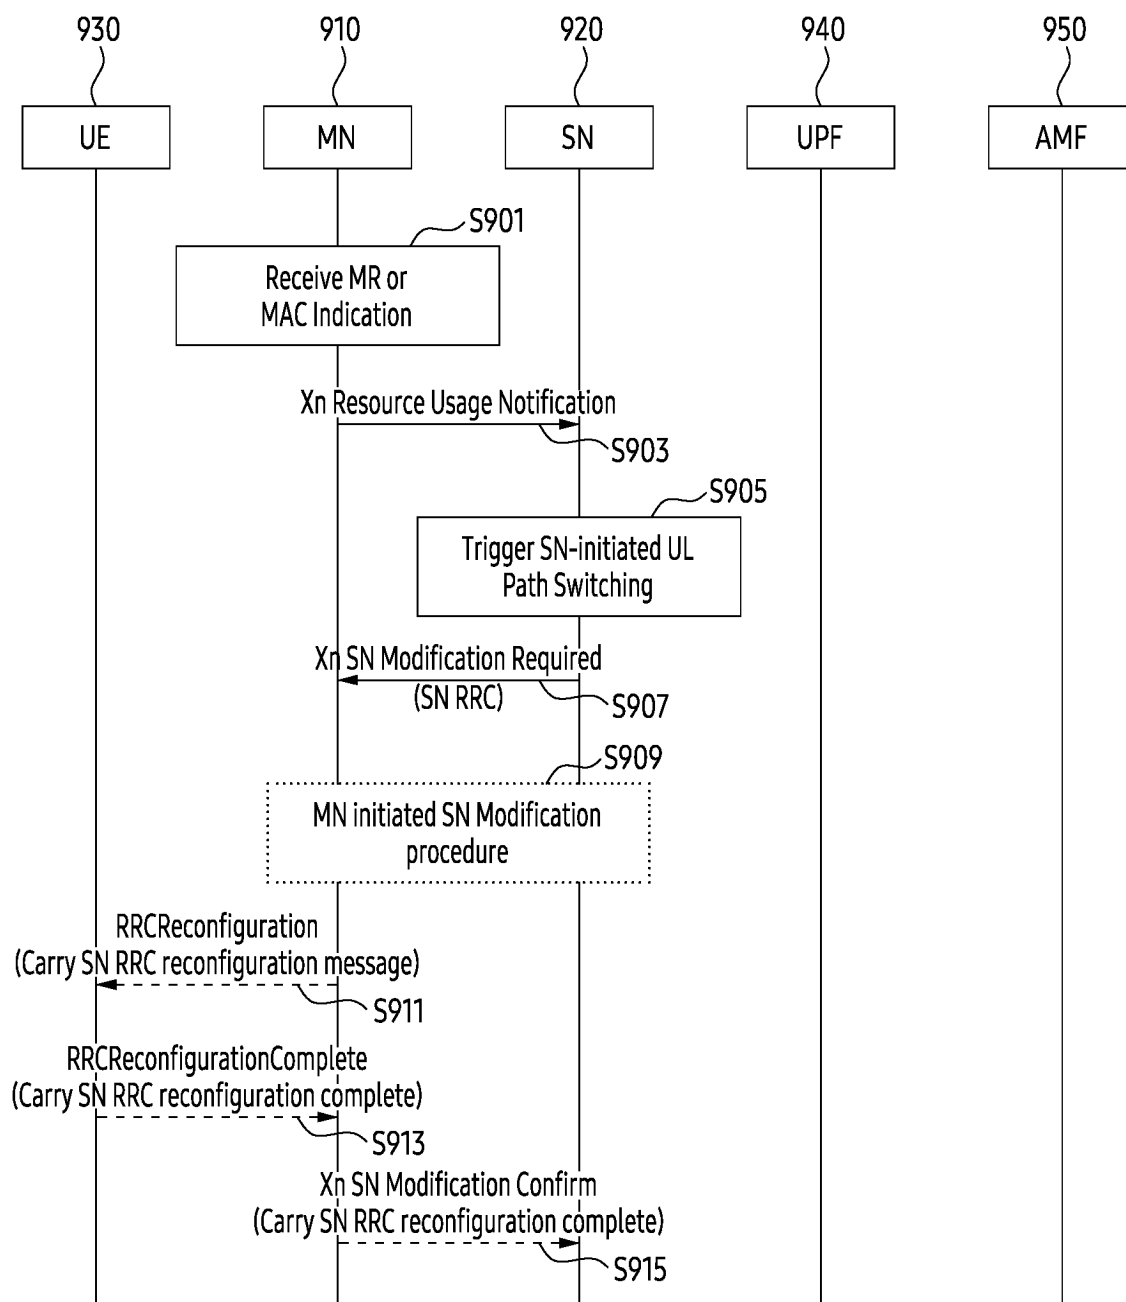 930
910
920
940
950
UE
MN
SN
UPF
AMF
S901
Receive MR or
MAC Indication
Xn Resource Usage Notification
S903
S905
Trigger SN-initiated UL
Path Switching
Xn SN Modification Required
(SN RRC)
S907
S909
MN initiated SN Modification
procedure
RRCReconfiguration
(Carry SN RRC reconfiguration message)
S911
RRCReconfigurationComplete
(Carry SN RRC reconfiguration complete)
S913
Xn SN Modification Confirm
(Carry SN RRC reconfiguration complete)
S915